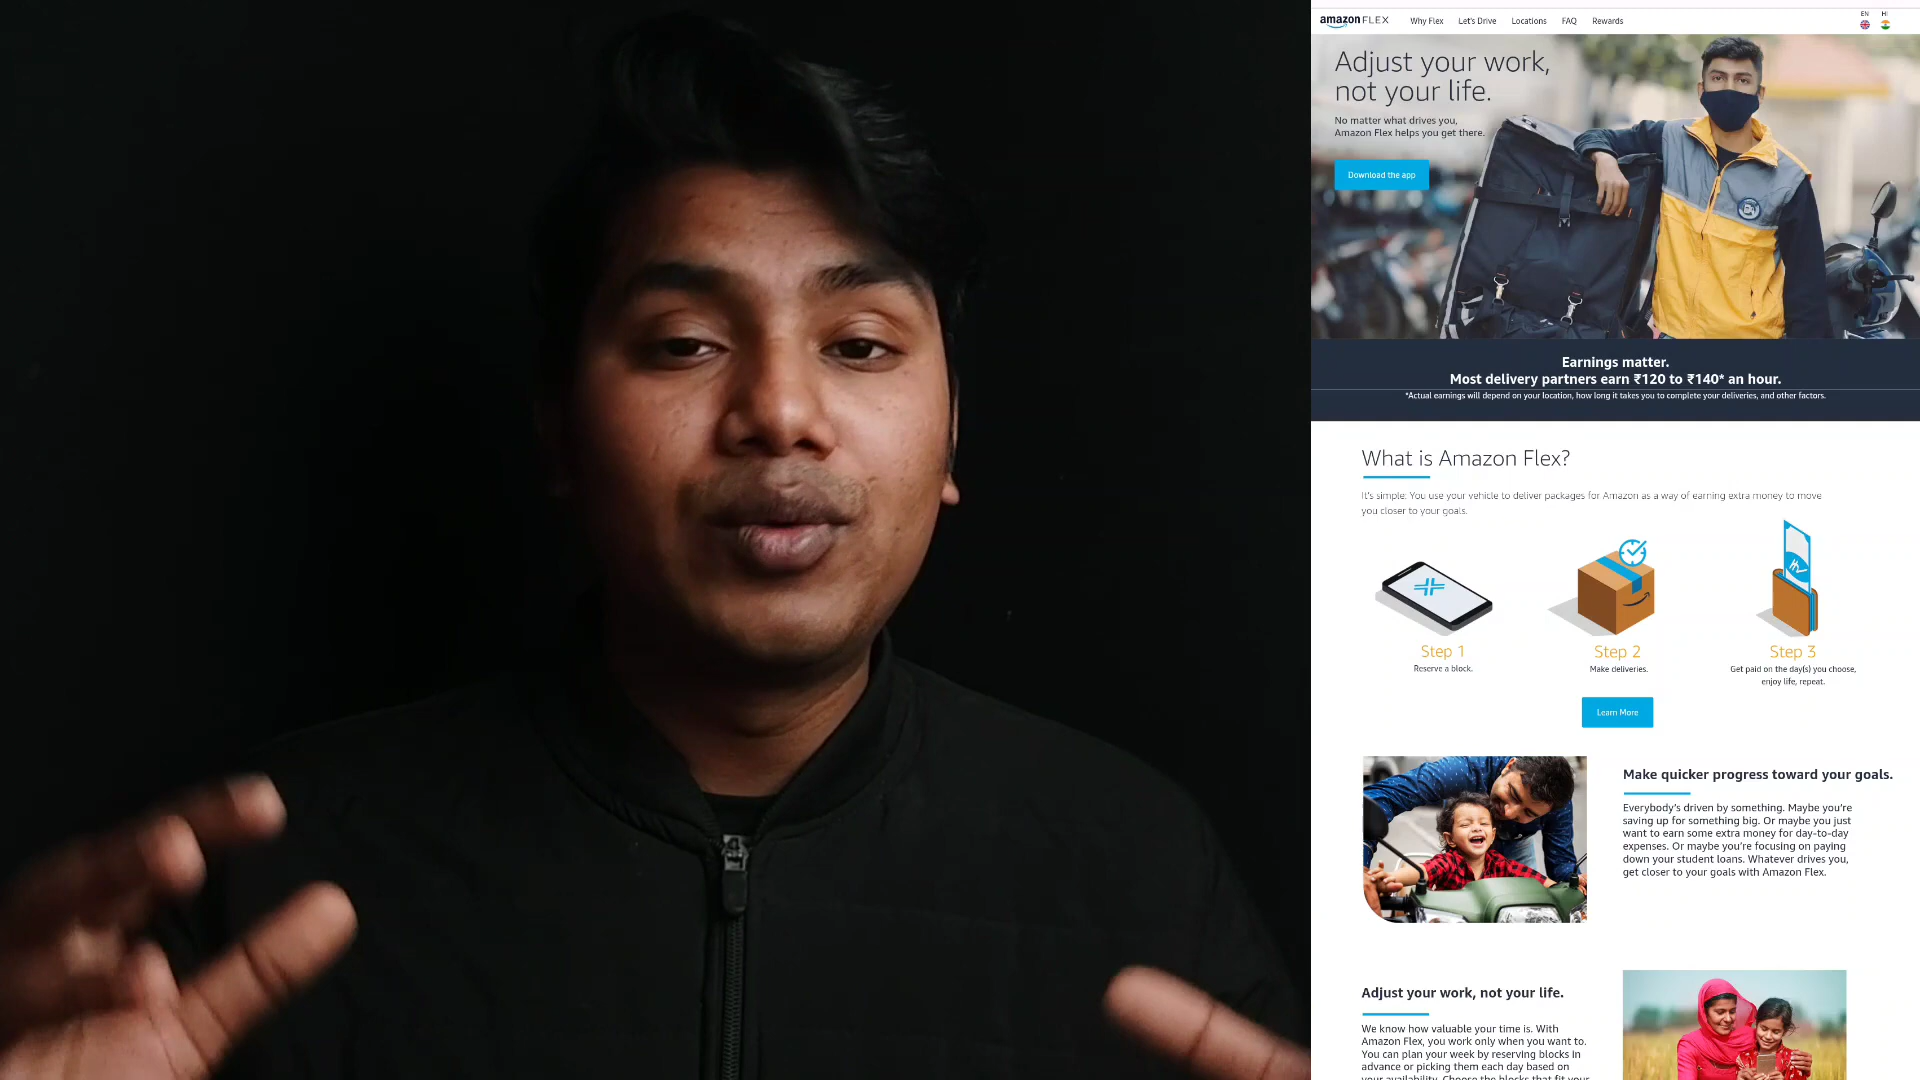 amazon FLEX
Why Flex
Let's Drive
Locations
FAQ
Rewards
EN
HI
Adjust your work,
not your life.
No matter what drives you,
Amazon Flex helps you get there.
Download the app
Earnings matter.
Most delivery partners earn ₹120 to ₹140* an hour.
*Actual earnings will depend on your location, how long it takes you to complete your deliveries, and other factors.
What is Amazon Flex?
It's simple: You use your vehicle to deliver packages for Amazon as a way of earning extra money to move
you closer to your goals.
Step 1
Reserve a block.
Step 2
Make deliveries.
Step 3
Get paid on the day(s) you choose,
enjoy life, repeat.
Learn More
Make quicker progress toward your goals.
Everybody's driven by something. Maybe you're
saving up for something big. Or maybe you just
want to earn some extra money for day-to-day
expenses. Or maybe you're focusing on paying
down your student loans. Whatever drives you,
get closer to your goals with Amazon Flex.
Adjust your work, not your life.
We know how valuable your time is. With
Amazon Flex, you work only when you want to.
You can plan your week by reserving blocks in
advance or picking them each day based on
your availability. Choose the blocks that fit your